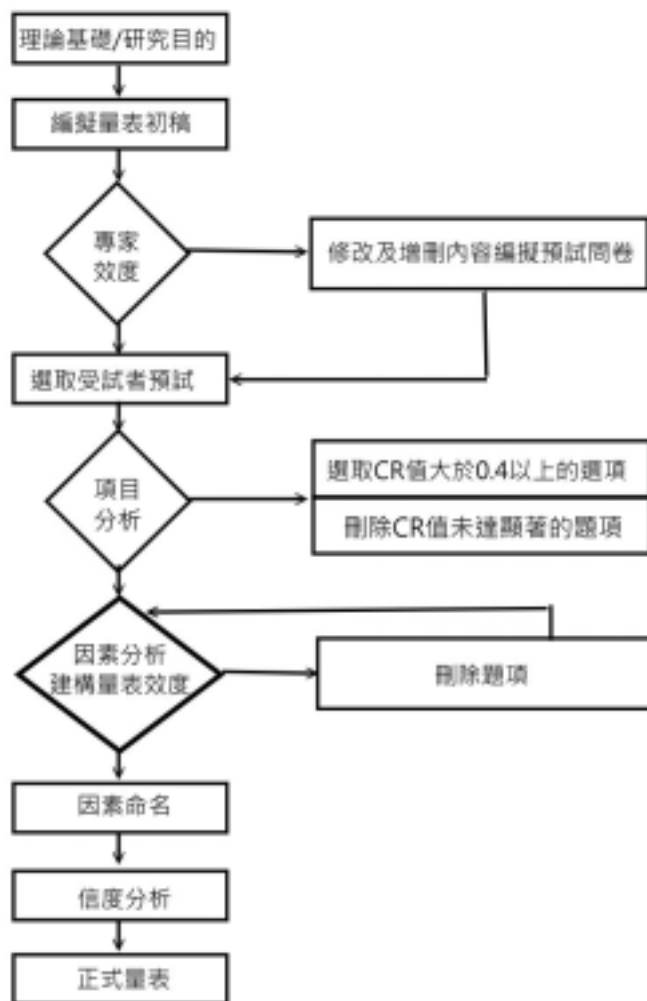 理論基礎/研究目的
編擬量表初稿
專家
效度
修改及增刪內容編擬預試問卷
選取受試者預試
項目
分析
選取CR值大於0.4以上的題項
刪除CR值未達顯著的題項
因素分析
建構量表效度
刪除題項
因素命名
信度分析
正式量表